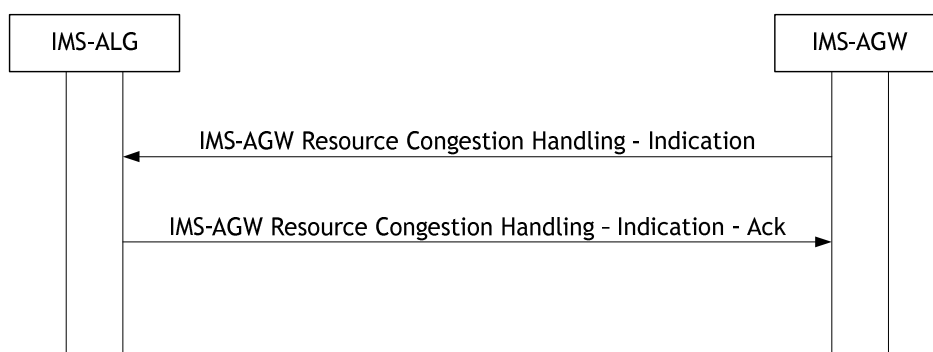 IMS-ALG
IMS-AGW
IMS-AGW Resource Congestion Handling - Indication
IMS-AGW Resource Congestion Handling – Indication - Ack